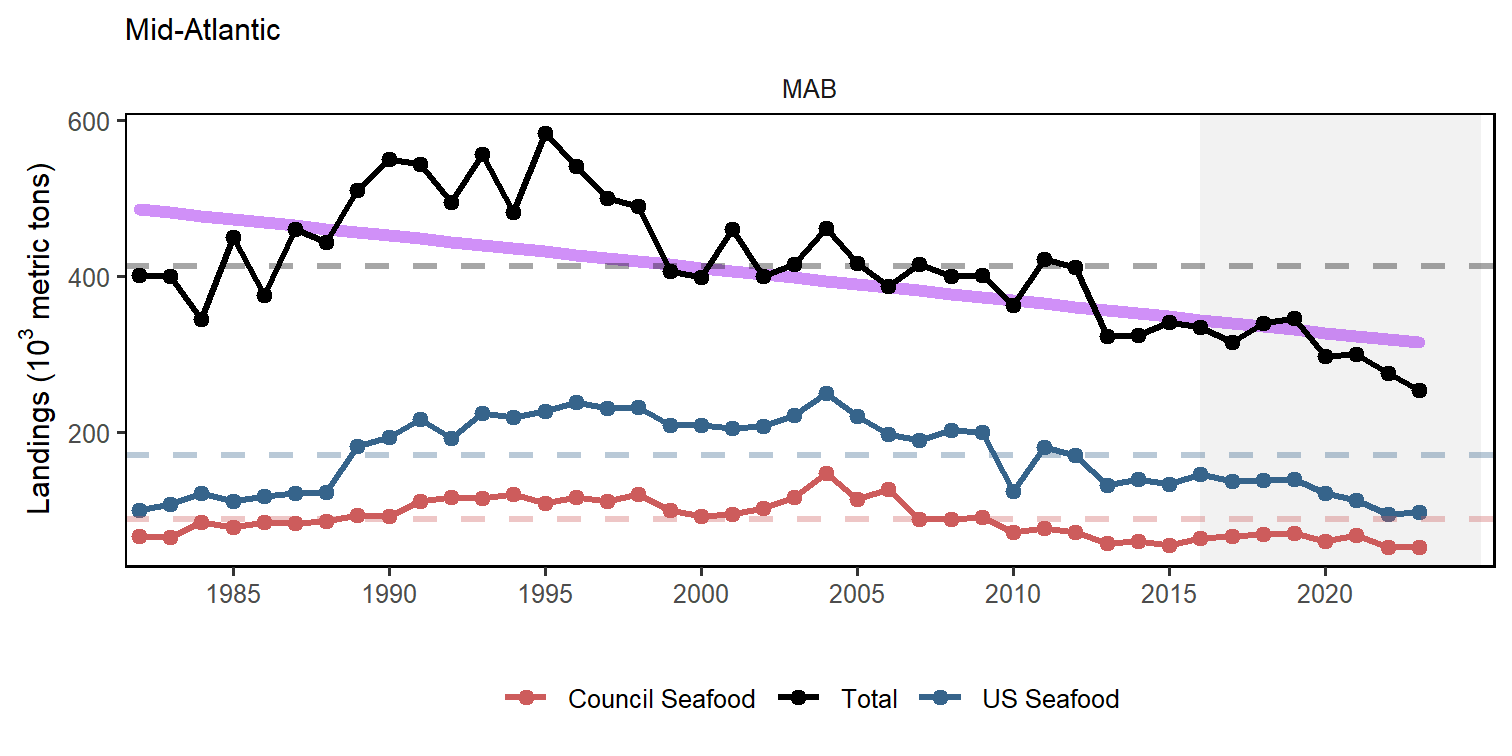 Mid-Atlantic
MAB
Landings (10³ metric tons)
600
400
200
1985 1990 1995 2000 2005 2010 2015 2020
Council Seafood Total US Seafood